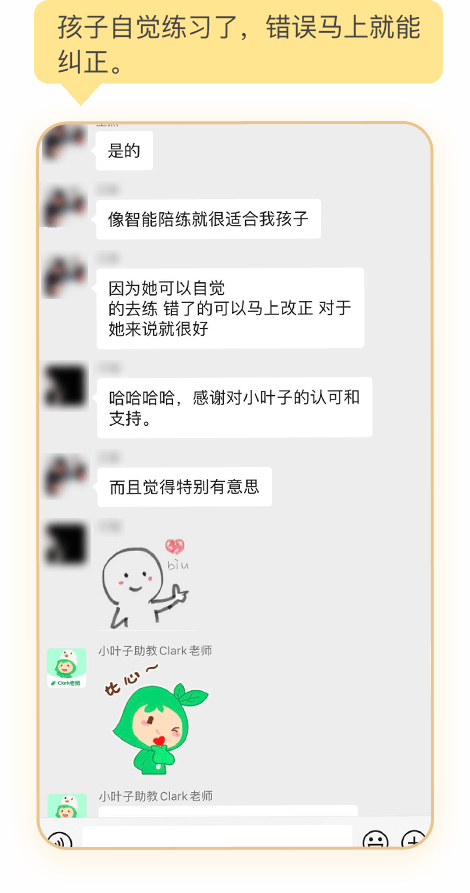 孩子自觉练习了，错误马上就能
纠正。
是的
像智能陪练就很适合我孩子
因为她可以自觉
的去练 错了的可以马上改正 对于
她来说就很好
哈哈哈哈，感谢对小叶子的认可和
支持。
而且觉得特别有意思
biu
小叶子助教Clark老师
Clark老师
比心～
小叶子助教Clark老师